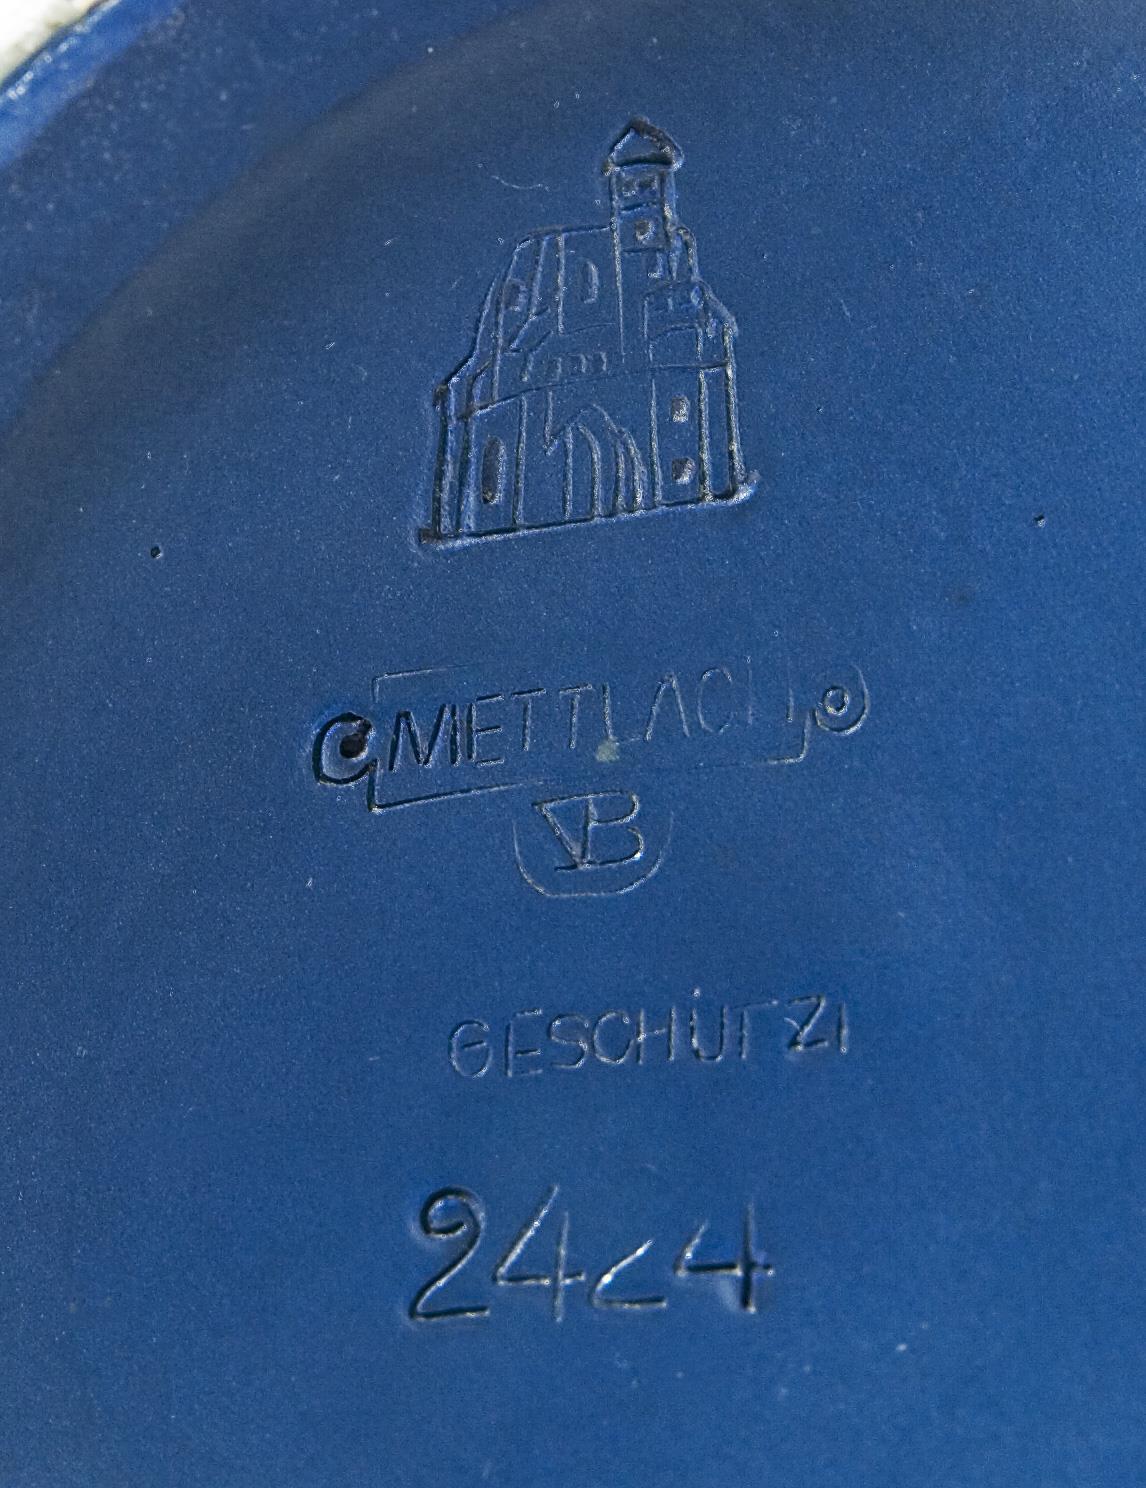 METTLACH
VB
GESCHÜTZT
2424